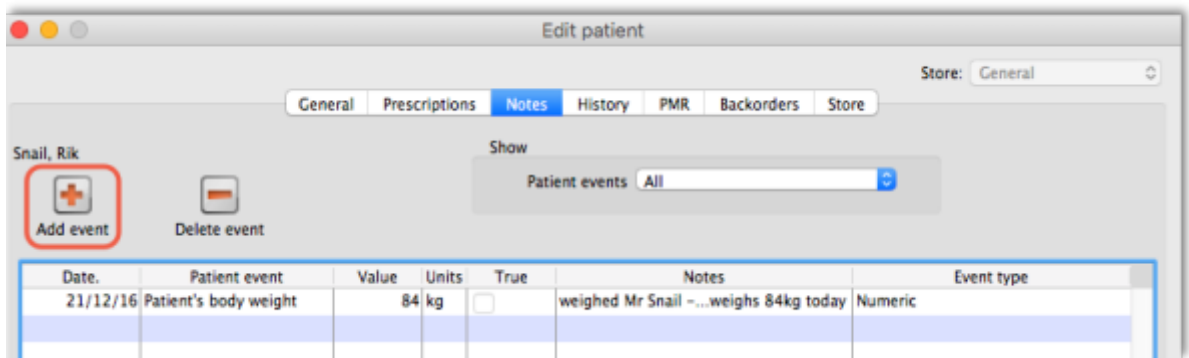 Edit patient
Store: General
General Prescriptions Notes History PMR Backorders Store
Snail, Rik
Show
Patient events All
Add event Delete event
Date. Patient event Value Units True Notes Event type
21/12/16 Patient's body weight 84 kg weighed Mr Snail –...weighs 84kg today Numeric